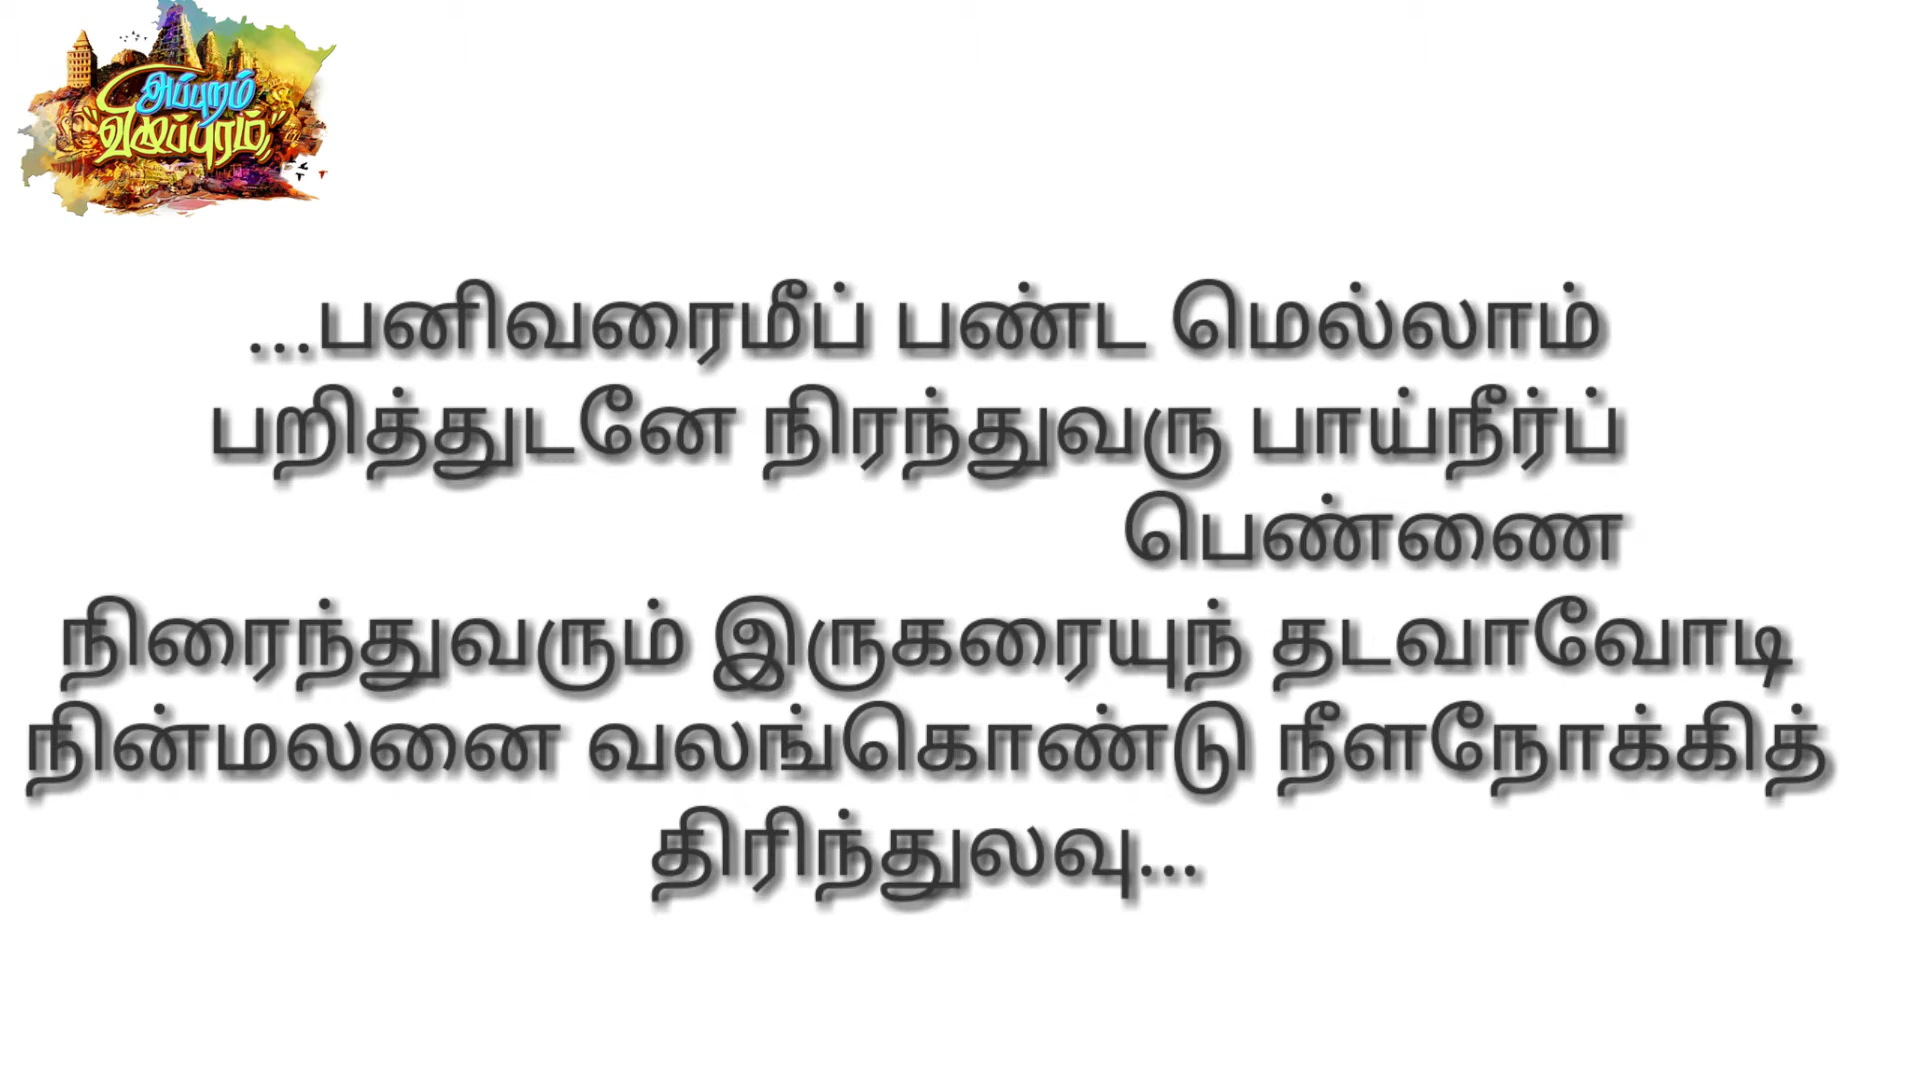 அப்புறம்
"விழுப்புரம்"
...பனிவரைமீப் பண்ட மெல்லாம்
பறித்துடனே நிரந்துவரு பாய்நீர்ப்
பெண்ணை
நிரைந்துவரும் இருகரையுந் தடவாவோடி
நின்மலனை வலங்கொண்டு நீளநோக்கித்
திரிந்துலவு...